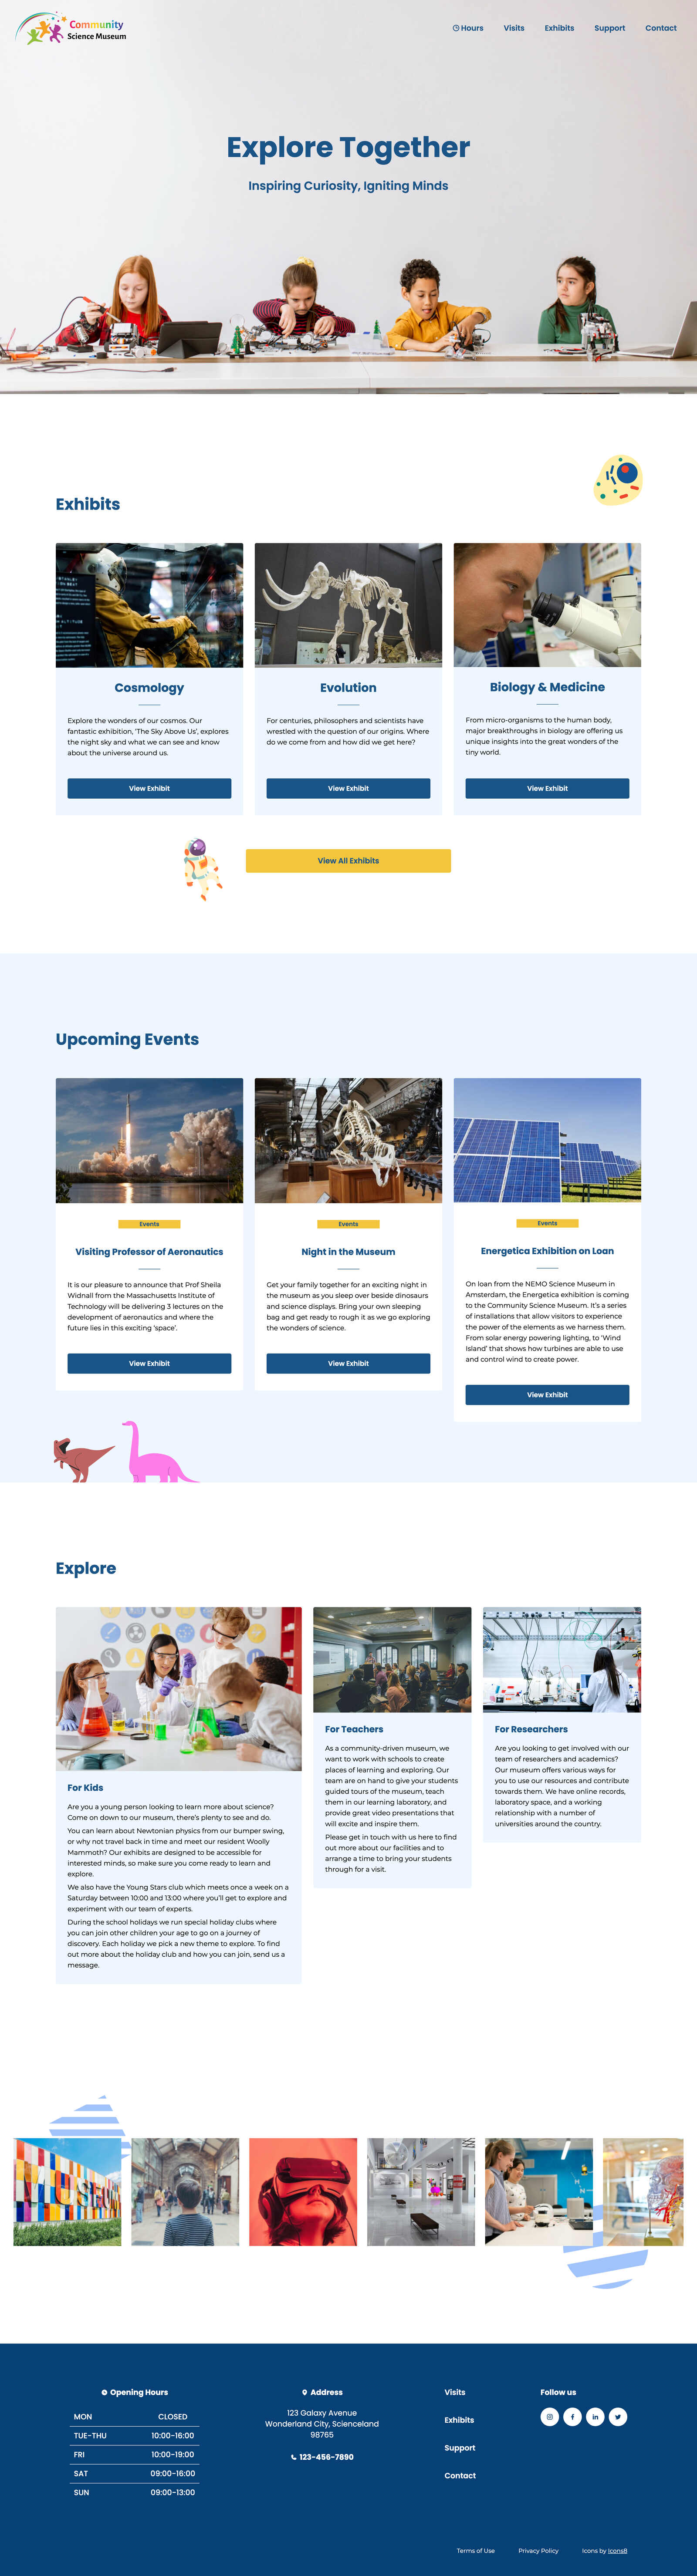 Community
Science Museum
Hours
Visits
Exhibits
Support
Contact
Explore Together
Inspiring Curiosity, Igniting Minds
Exhibits
Cosmology
Explore the wonders of our cosmos. Our
fantastic exhibition, ‘The Sky Above Us’, explores
the night sky and what we can see and know
about the universe around us.
View Exhibit
Evolution
For centuries, philosophers and scientists have
wrestled with the question of our origins. Where
do we come from and how did we get here?
View Exhibit
Biology & Medicine
From micro-organisms to the human body,
major breakthroughs in biology are offering us
unique insights into the great wonders of the
tiny world.
View Exhibit
View All Exhibits
Upcoming Events
Events
Visiting Professor of Aeronautics
It is our pleasure to announce that Prof Sheila
Widnall from the Massachusetts Institute of
Technology will be delivering 3 lectures on the
development of aeronautics and where the
future lies in this exciting ‘space’.
View Exhibit
Events
Night in the Museum
Get your family together for an exciting night in
the museum as you sleep over beside dinosaurs
and science displays. Bring your own sleeping
bag and get ready to rough it as we go exploring
the wonders of science.
View Exhibit
Events
Energetica Exhibition on Loan
On loan from the NEMO Science Museum in
Amsterdam, the Energetica exhibition is coming
to the Community Science Museum. It’s a series
of installations that allow visitors to experience
the power of the elements as we harness them.
From solar energy powering lighting, to ‘Wind
Island’ that shows how turbines are able to use
and control wind to create power.
View Exhibit
Explore
For Kids
Are you a young person looking to learn more about science?
Come on down to our museum, there’s plenty to see and do.
You can learn about Newtonian physics from our bumper swing,
or why not travel back in time and meet our resident Woolly
Mammoth? Our exhibits are designed to be accessible for
interested minds, so make sure you come ready to learn and
explore.
We also have the Young Stars club which meets once a week on a
Saturday between 10:00 and 13:00 where you’ll get to explore and
experiment with our team of experts.
During the school holidays we run special holiday clubs where
you can join other children your age to go on a journey of
discovery. Each holiday we pick a new theme to explore. To find
out more about the holiday club and how you can join, send us a
message.
For Teachers
As a community-driven museum, we
want to work with schools to create
places of learning and exploring. Our
team are on hand to give your students
guided tours of the museum, teach
them in our learning laboratory, and
provide great video presentations that
will excite and inspire them.
Please get in touch with us here to find
out more about our facilities and to
arrange a time to bring your students
through for a visit.
For Researchers
Are you looking to get involved with our
team of researchers and academics?
Our museum offers various ways for
you to use our resources and contribute
towards them. We have online records,
laboratory space, and a working
relationship with a number of
universities around the country.
Opening Hours
MON CLOSED
TUE-THU 10:00-16:00
FRI 10:00-19:00
SAT 09:00-16:00
SUN 09:00-13:00
Address
123 Galaxy Avenue
Wonderland City, Scienceland
98765
123-456-7890
Visits
Exhibits
Support
Contact
Follow us
Terms of Use
Privacy Policy
Icons by Icons8